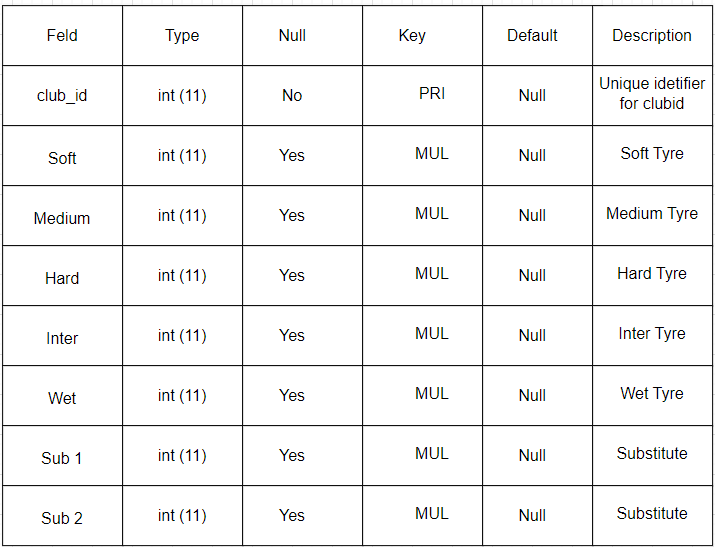 Feld Type Null Key Default Description
club_id int (11) No PRI Null Unique idetifier
for clubid
Soft int (11) Yes MUL Null Soft Tyre
Medium int (11) Yes MUL Null Medium Tyre
Hard int (11) Yes MUL Null Hard Tyre
Inter int (11) Yes MUL Null Inter Tyre
Wet int (11) Yes MUL Null Wet Tyre
Sub 1 int (11) Yes MUL Null Substitute
Sub 2 int (11) Yes MUL Null Substitute